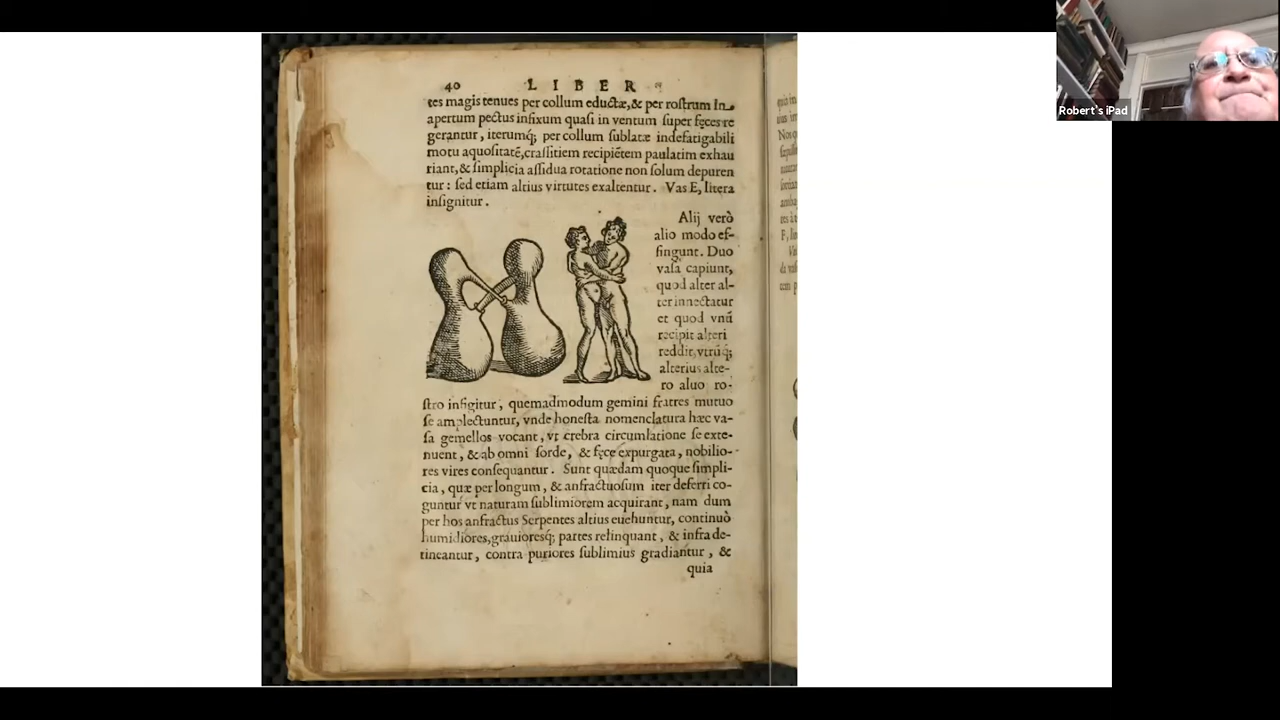 40 LIBER
tes magis tenues per collum eductæ,& per rostrum In
apertum pectus infixum quasi in ventum super fęces re
gerantur, iterumq; per collum sublatæ indefatigabili
motu aquositatē,crassitiem recipiētem paulatim exhau
riant,& simplicia assidua rotatione non solum depuren
tur: sed etiam altius virtutes exaltentur. Vas E, litera
insignitur.
Alij verò
alio modo ef-
fingunt. Duo
vasa capiunt,
quod alter al-
ter innectatur
et quod vnū
recipit alteri
reddit,vtrūq;
alterius alte-
ro aluo ro-
stro infigitur, quemadmodum gemini fratres mutuo
se amplectuntur, vnde honesta nomenclatura hæc va-
sa gemellos vocant, vt crebra circumlatione se exte-
nuent, & ab omni sorde, & fęce expurgata, nobilio-
res vires consequantur. Sunt quædam quoque simpli-
cia, quæ per longum, & anfractuosum iter deferri co-
guntur vt naturam sublimiorem acquirant, nam dum
per hos anfractus Serpentes altius euehuntur, continuò
humidiores,grauioresq; partes relinquant, & infra de-
tineantur, contra puriores sublimius gradiantur, &
quia
Robert's iPad